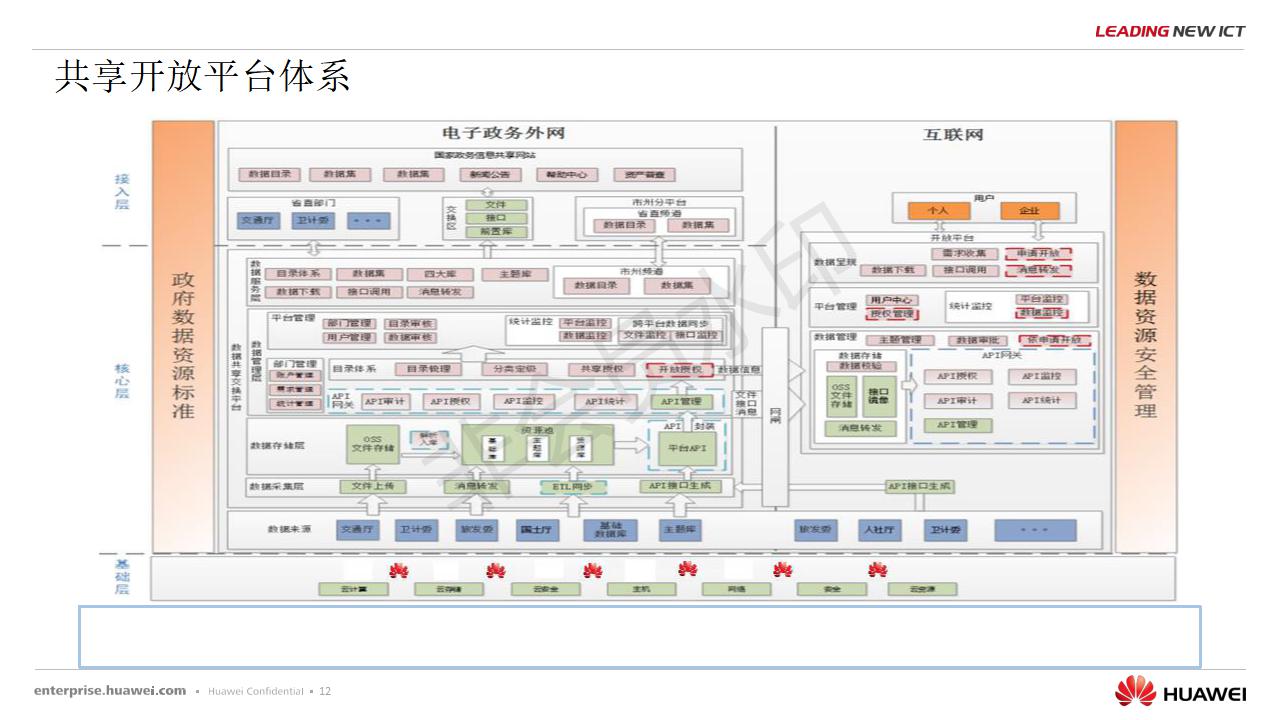 LEADING NEW ICT
共享开放平台体系
电子政务外网
互联网
接入层
核心层
基础层
政府数据资源标准
数据资源安全管理
国家政务信息共享网站
数据目录 数据集 数据集 新闻公告 帮助中心 资产普查
省直部门
交通厅 卫计委 • • •
交换区
文件
接口
前置库
市州分平台
省直频道
数据目录 数据集
用户
个人 企业
数据共享交换平台
数据服务层
目录体系 数据集 四大库 主题库
数据下载 接口调用 消息转发
市州频道
数据目录 数据集
数据管理层
平台管理
部门管理 目录审核
用户管理 数据审核
统计监控
平台监控
数据监控
跨平台数据同步
文件监控 接口监控
部门管理
账户管理
需求管理
统计管理
目录体系 目录梳理 分类定级 共享授权 开放授权
API网关
API审计 API授权 API监控 API统计 API管理
数据存储层
OSS
文件存储
解析入库
资源池
基础库
主题库
资源库
API 封装
平台API
数据采集层
文件上传 消息转发 ETL同步 API接口生成
数据信息
文件
接口
消息
网闸
开放平台
数据呈现
需求收集 申请开放
数据下载 接口调用 消息转发
平台管理
用户中心
授权管理
统计监控
平台监控
数据监控
数据管理
主题管理 数据审批 依申请开放
数据存储
数据校验
OSS
文件
存储
接口
镜像
消息转发
API网关
API授权 API监控
API审计 API统计
API管理
API接口生成
数据来源
交通厅 卫计委 旅发委 国土厅 基础数据库 主题库
旅发委 人社厅 卫计委 • • •
云计算 云存储 云安全 主机 网络 安全 云资源
非会员水印
enterprise.huawei.com ▪ Huawei Confidential ▪ 12
HUAWEI